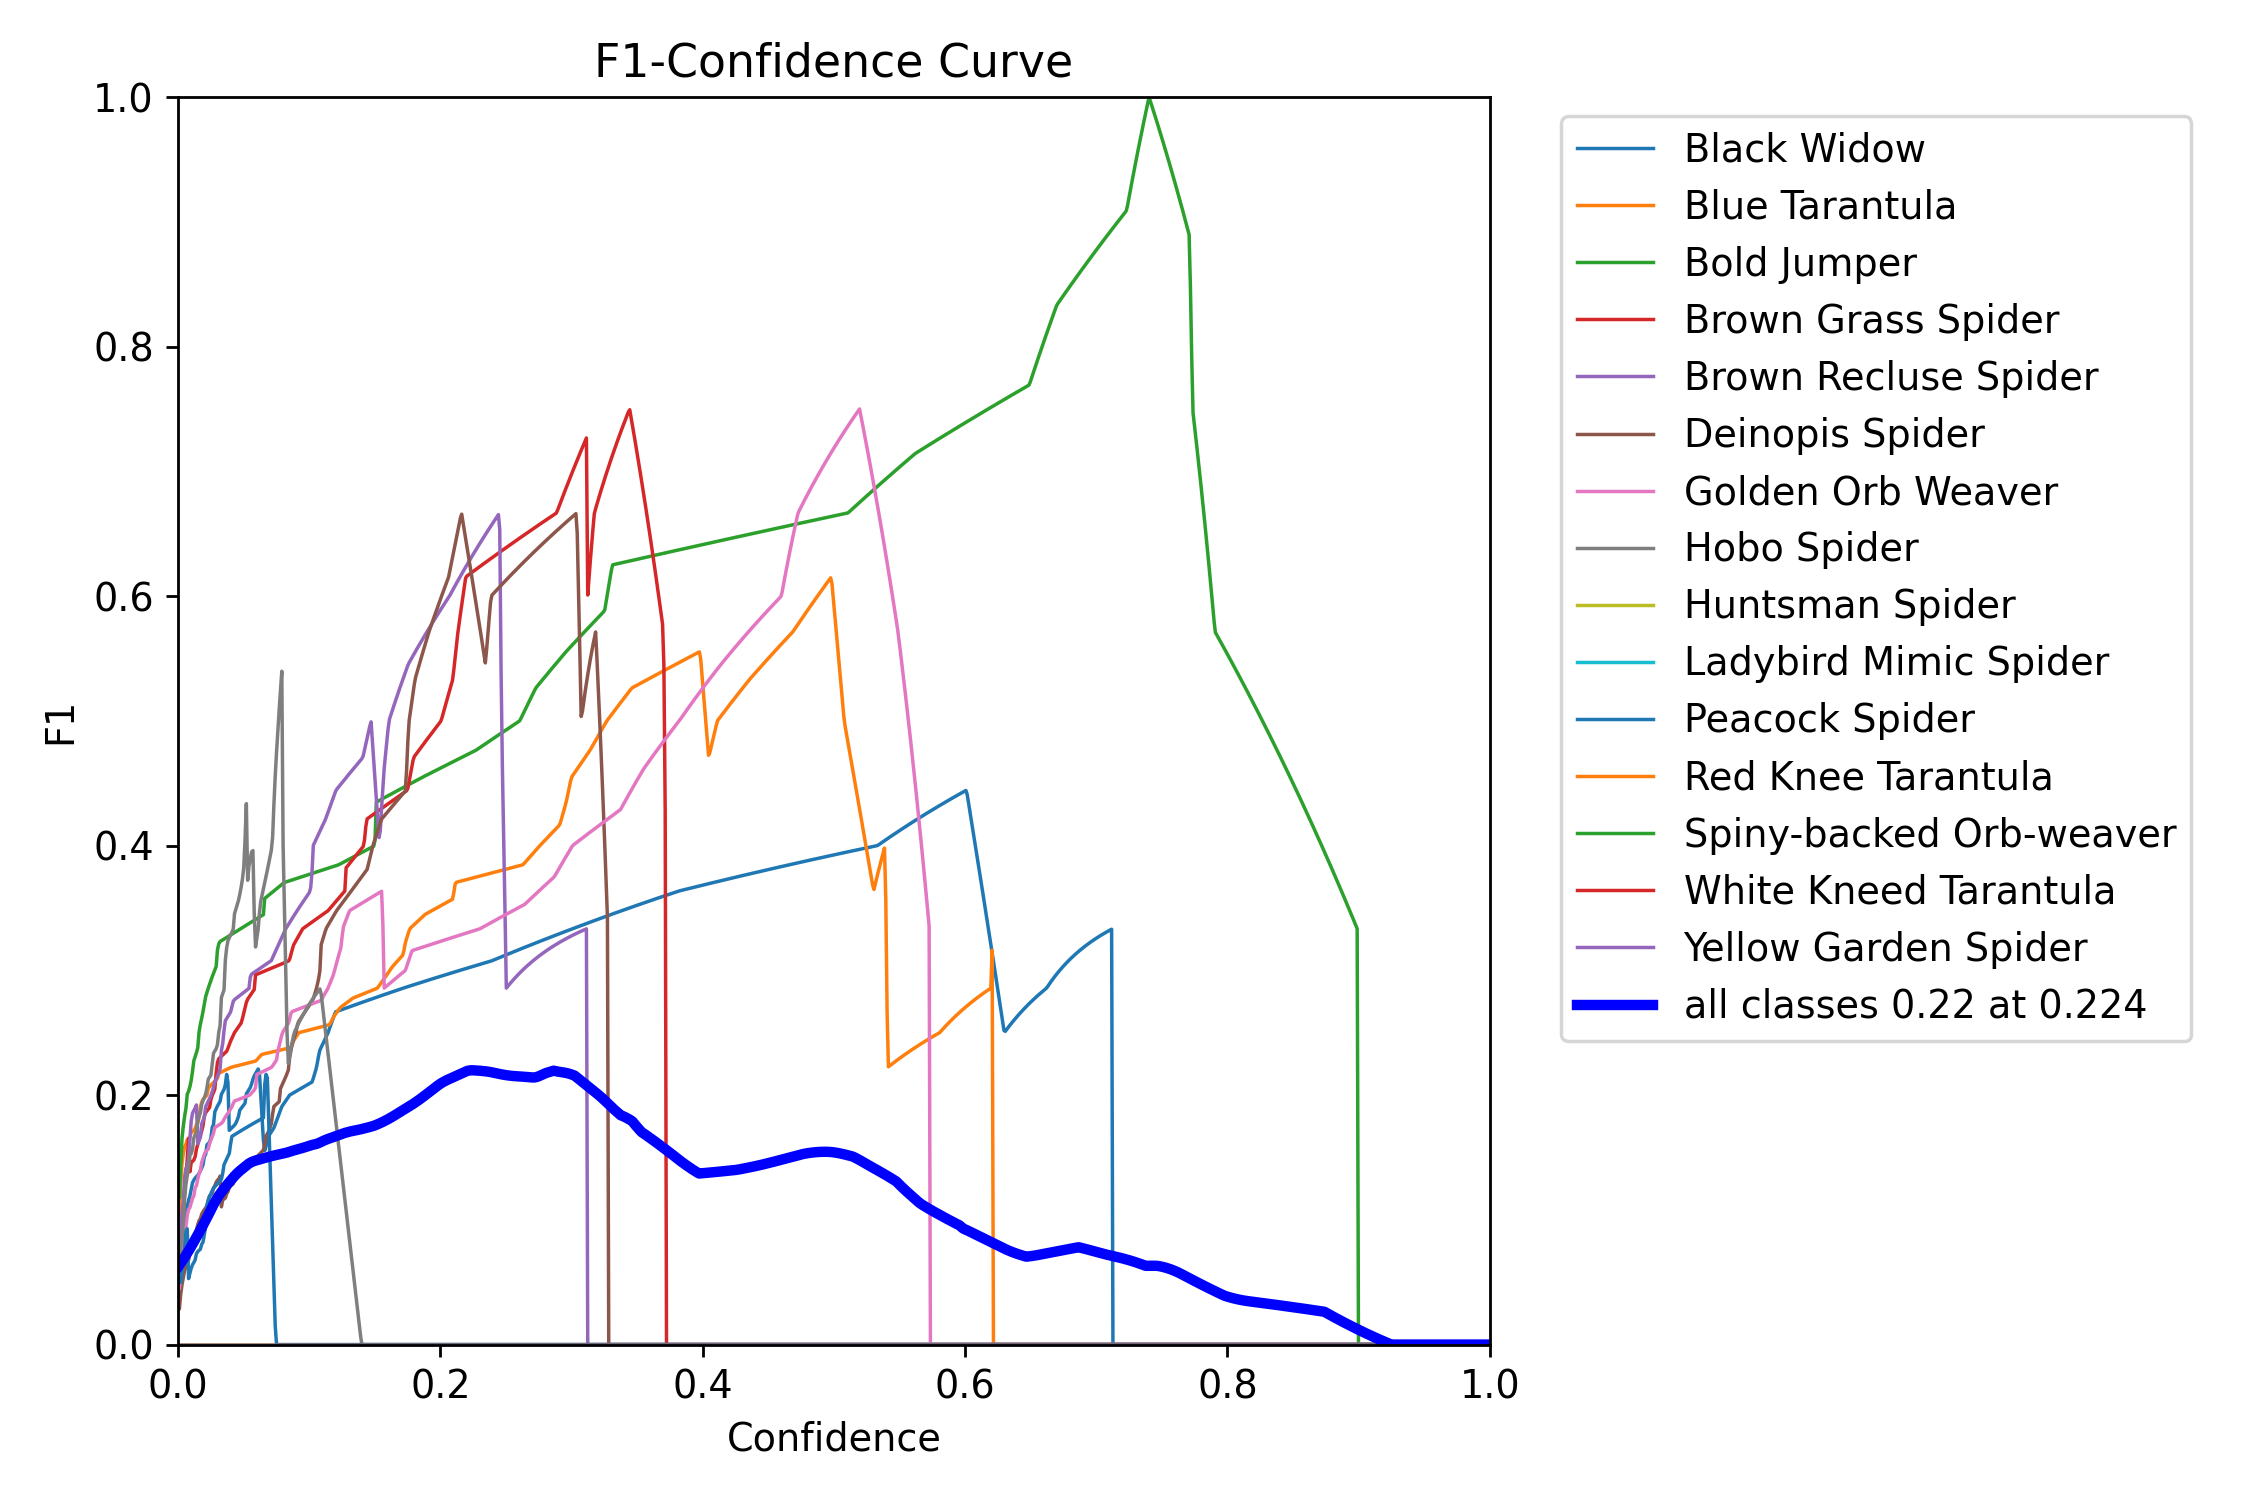 F1-Confidence Curve
1.0
0.8
0.6
0.4
0.2
0.0
F1
0.0 0.2 0.4 0.6 0.8 1.0
Confidence
Black Widow
Blue Tarantula
Bold Jumper
Brown Grass Spider
Brown Recluse Spider
Deinopis Spider
Golden Orb Weaver
Hobo Spider
Huntsman Spider
Ladybird Mimic Spider
Peacock Spider
Red Knee Tarantula
Spiny-backed Orb-weaver
White Kneed Tarantula
Yellow Garden Spider
all classes 0.22 at 0.224